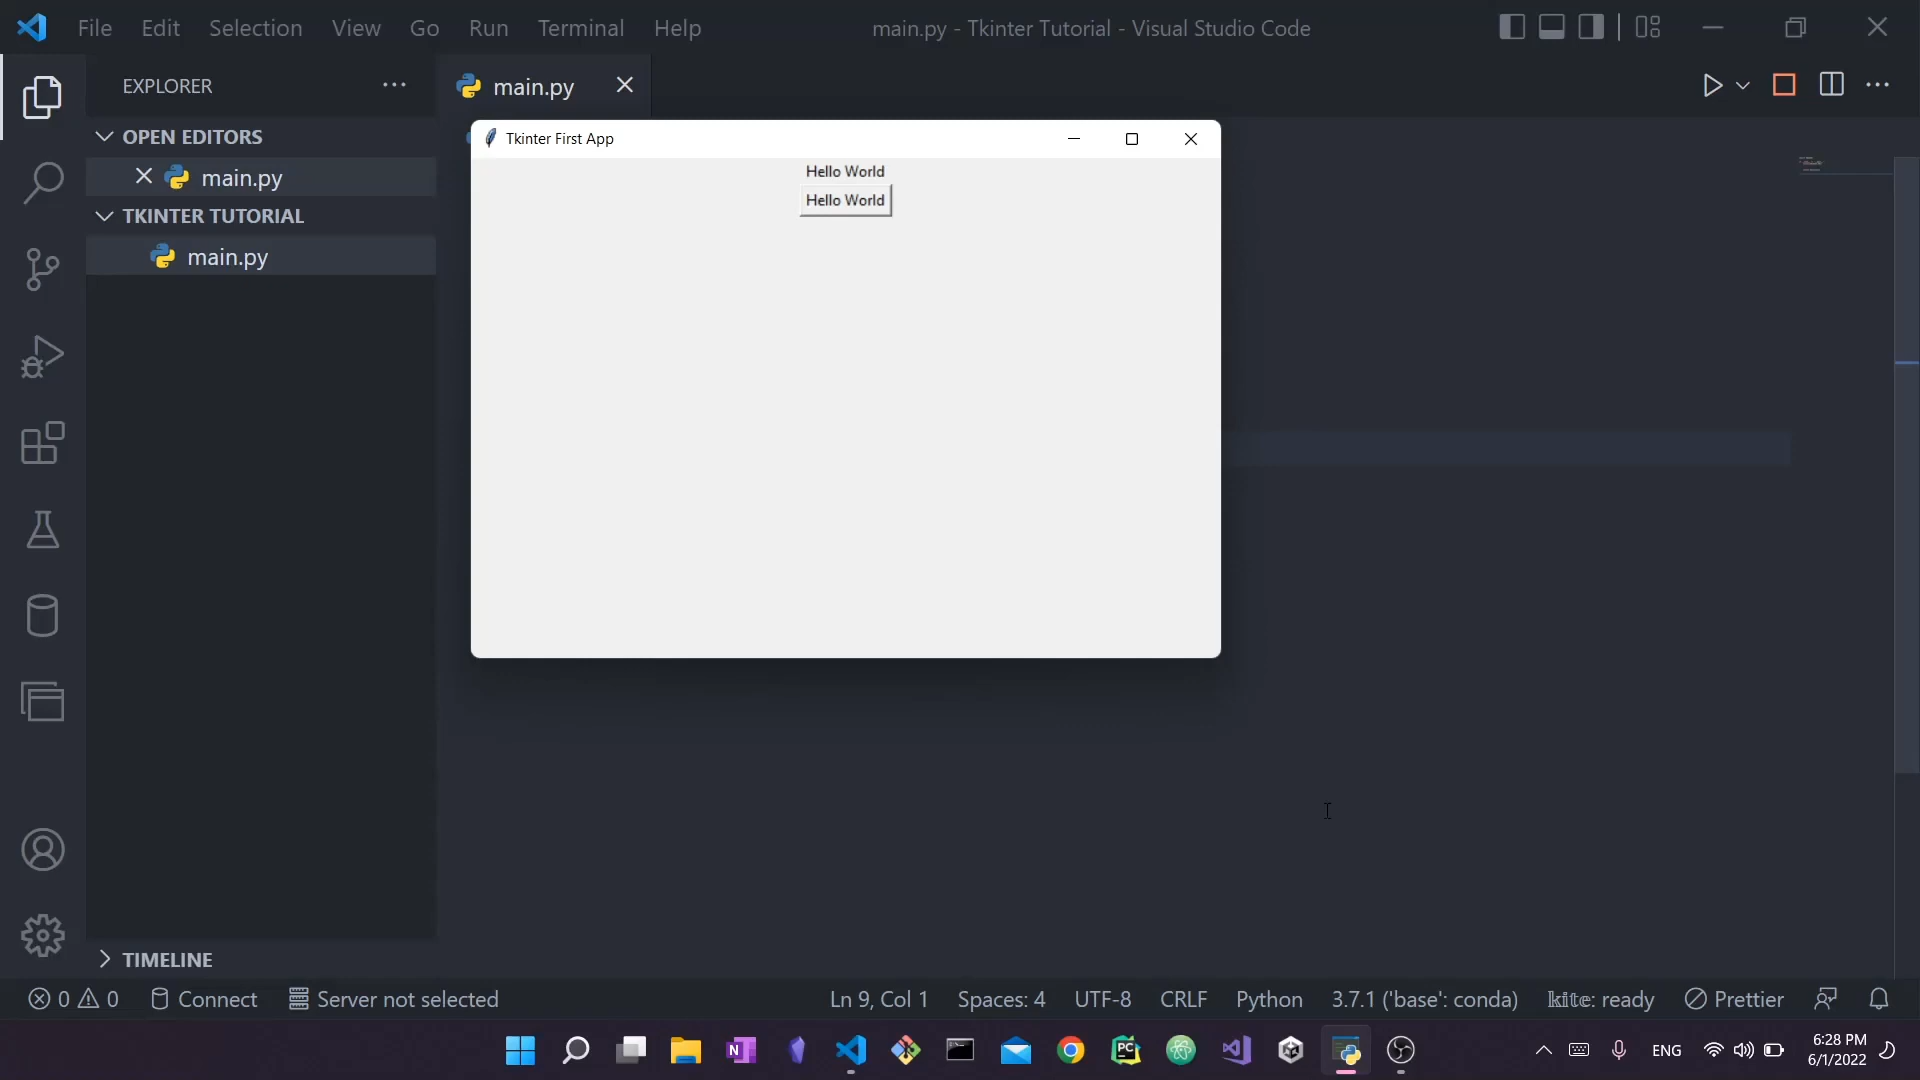 File Edit Selection View Go Run Terminal Help
main.py - Tkinter Tutorial - Visual Studio Code
EXPLORER
main.py
OPEN EDITORS
main.py
TKINTER TUTORIAL
main.py
Tkinter First App
Hello World
Hello World
TIMELINE
0 0 Connect Server not selected
Ln 9, Col 1 Spaces: 4 UTF-8 CRLF Python 3.7.1 ('base': conda) kite: ready Prettier
N
PC
ENG
6:28 PM
6/1/2022